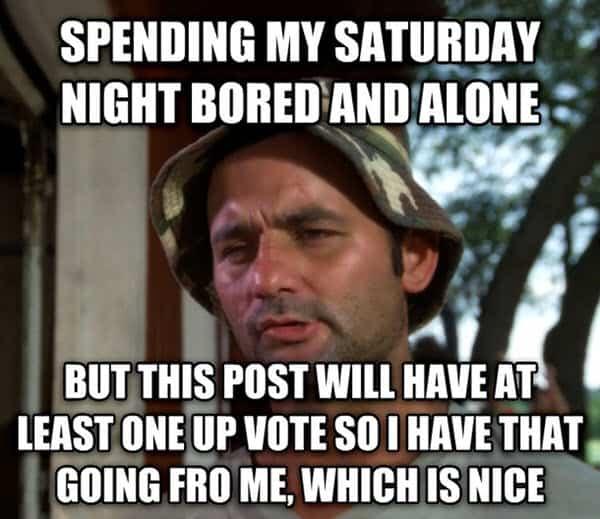 SPENDING MY SATURDAY
NIGHT BORED AND ALONE
BUT THIS POST WILL HAVE AT
LEAST ONE UP VOTE SO I HAVE THAT
GOING FRO ME, WHICH IS NICE